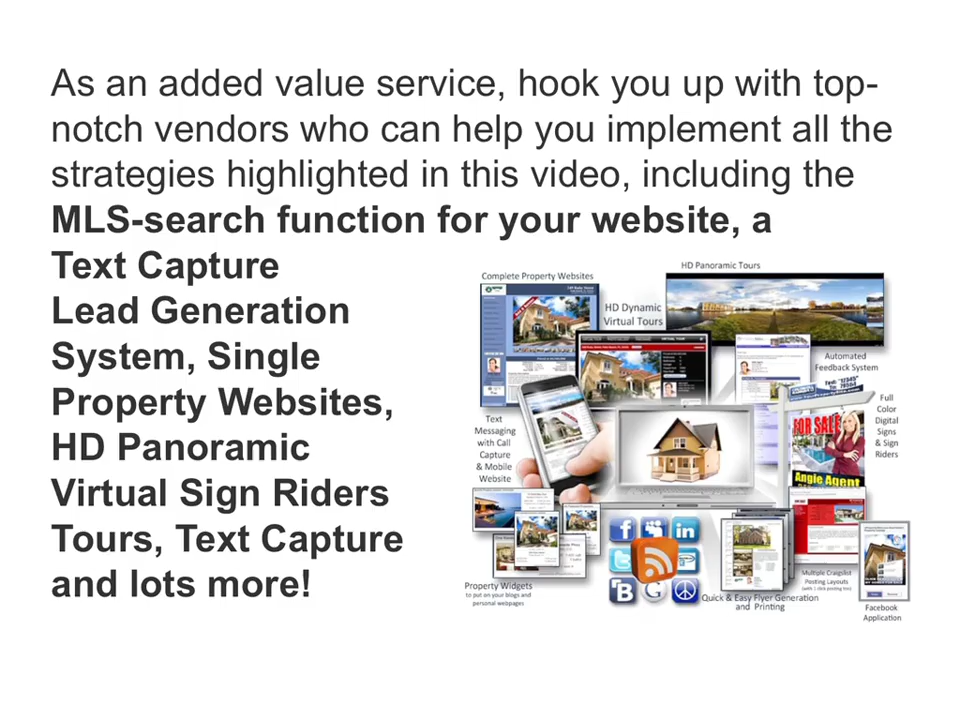 As an added value service, hook you up with top-
notch vendors who can help you implement all the
strategies highlighted in this video, including the
MLS-search function for your website, a
Text Capture
Lead Generation
System, Single
Property Websites,
HD Panoramic
Virtual Sign Riders
Tours, Text Capture
and lots more!
Complete Property Websites
HD Panoramic Tours
HD Dynamic
Virtual Tours
Automated
Feedback System
Text
Messaging
with Call
Capture
& Mobile
Website
Full
Color
Digital
Signs
& Sign
Riders
FOR SALE
Angie Agent
Property Widgets
to put on your blogs and
personal webpages
Quick & Easy Flyer Generation
and Printing
Multiple Craigslist
Posting Layouts
(with 1 click posting too)
Facebook
Application